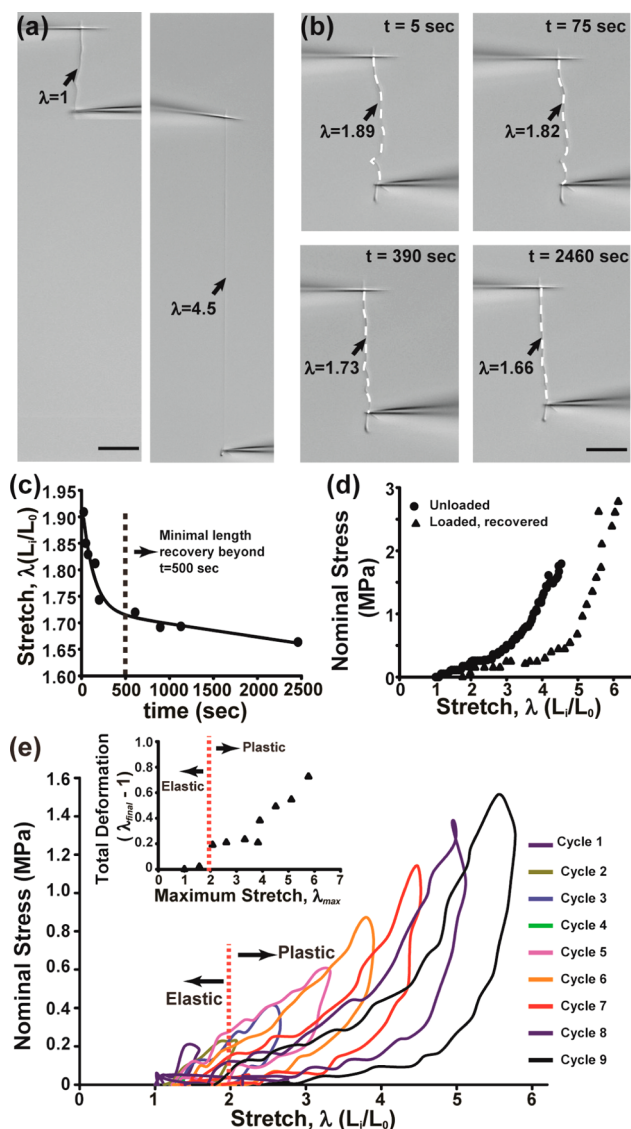 (a)
λ=1
λ=4.5
(b)
t = 5 sec
λ=1.89
t = 75 sec
λ=1.82
t = 390 sec
λ=1.73
t = 2460 sec
λ=1.66
(c)
Stretch, λ(Lᵢ/L₀)
1.95
1.90
1.85
1.80
1.75
1.70
1.65
1.60
Minimal length
recovery beyond
t=500 sec
0 500 1000 1500 2000 2500
time (sec)
(d)
Nominal Stress
(MPa)
3
2
1
0
Unloaded
Loaded, recovered
0 1 2 3 4 5 6
Stretch, λ (Lᵢ/L₀)
(e)
Nominal Stress (MPa)
1.6
1.4
1.2
1.0
0.8
0.6
0.4
0.2
0
Total Deformation
( λfinal - 1)
1.0
0.8
0.6
0.4
0.2
0
Plastic
Elastic
0 1 2 3 4 5 6 7
Maximum Stretch, λmax
Plastic
Elastic
Cycle 1
Cycle 2
Cycle 3
Cycle 4
Cycle 5
Cycle 6
Cycle 7
Cycle 8
Cycle 9
1 2 3 4 5 6
Stretch, λ (Lᵢ/L₀)